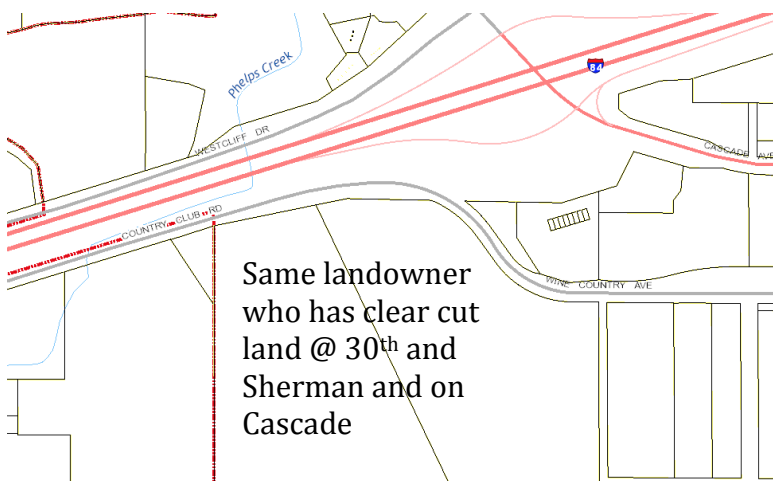 Phelps Creek
84
WESTCLIFF DR
CASCADE AVE
COUNTRY CLUB RD
Same landowner
who has clear cut
land @ 30th and
Sherman and on
Cascade
WINE COUNTRY AVE